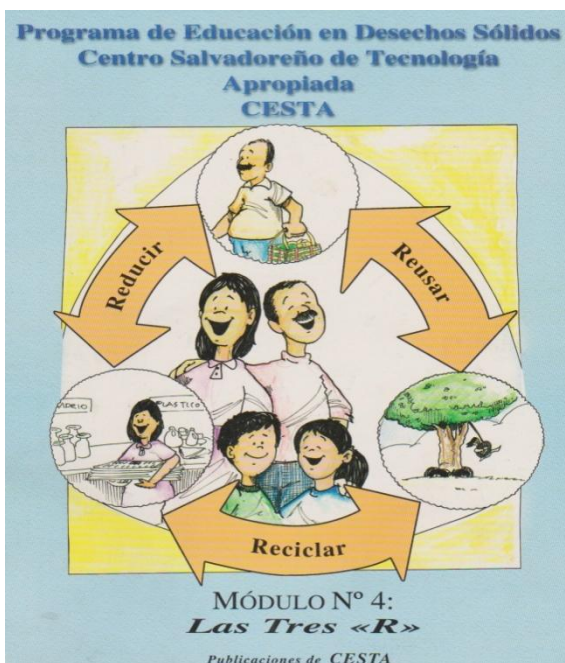 Programa de Educación en Desechos Sólidos
Centro Salvadoreño de Tecnología
Apropiada
CESTA
Reducir
Reusar
VIDRIO
PLASTICO
Reciclar
MÓDULO Nº 4:
Las Tres «R»
Publicaciones de CESTA